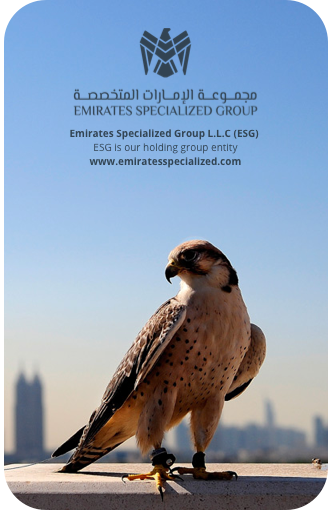 مجموعة الإمارات المتخصصة
EMIRATES SPECIALIZED GROUP
Emirates Specialized Group L.L.C (ESG)
ESG is our holding group entity
www.emiratesspecialized.com